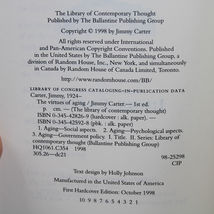 The Library of Contemporary Thought
Published by The Ballantine Publishing Group
Copyright © 1998 by Jimmy Carter
All rights reserved under International
and Pan-American Copyright Conventions. Published
in the United States by The Ballantine Publishing
Group, a division of Random House, Inc., New York, and simultaneously in
Canada by Random House of Canada Limited, Toronto.
http://www.randomhouse.com/BB/
LIBRARY OF CONGRESS CATALOGING-IN-PUBLICATION DATA
Carter, Jimmy, 1924–
The virtues of aging / Jimmy Carter — 1st ed.
p. cm. — (The library of contemporary thought)
ISBN 0-345-42826-9 (hardcover : alk. paper)
ISBN 0-345-42592-8 (pbk. : alk. paper)
1. Aging—Social aspects. 2. Aging—Psychological aspects.
3. Aging—Government policy. I. Title. II. Series: Library of contemporary
thought (Ballantine Publishing Group)
HQ1061.C354 1998
305.26—dc21 98-25298
CIP
Text design by Holly Johnson
Manufactured in the United States of America
First Hardcover Edition: October 1998
10 9 8 7 6 5 4 3 2 1